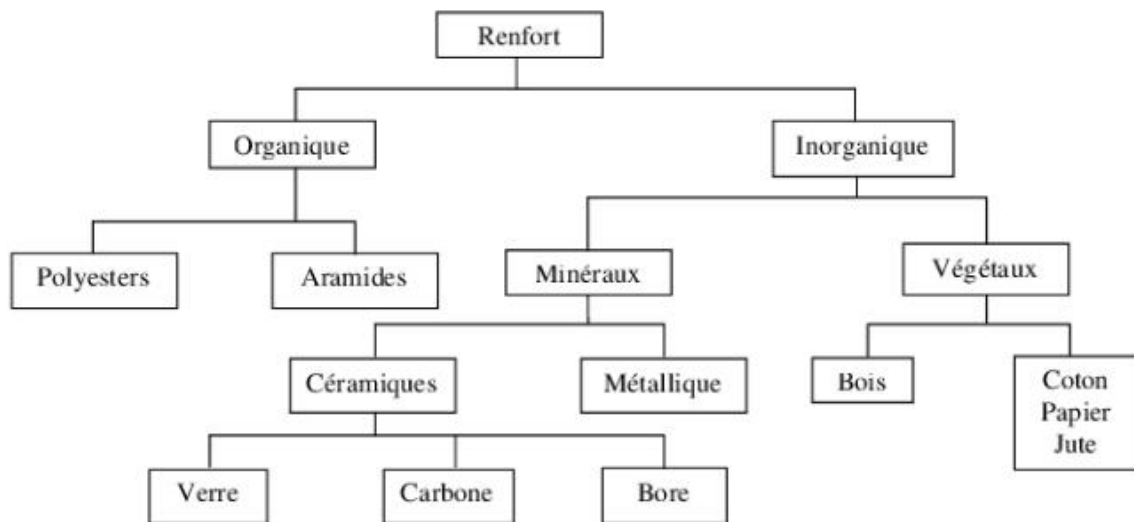 Renfort
Organique
Inorganique
Polyesters
Aramides
Minéraux
Végétaux
Céramiques
Métallique
Bois
Coton
Papier
Jute
Verre
Carbone
Bore